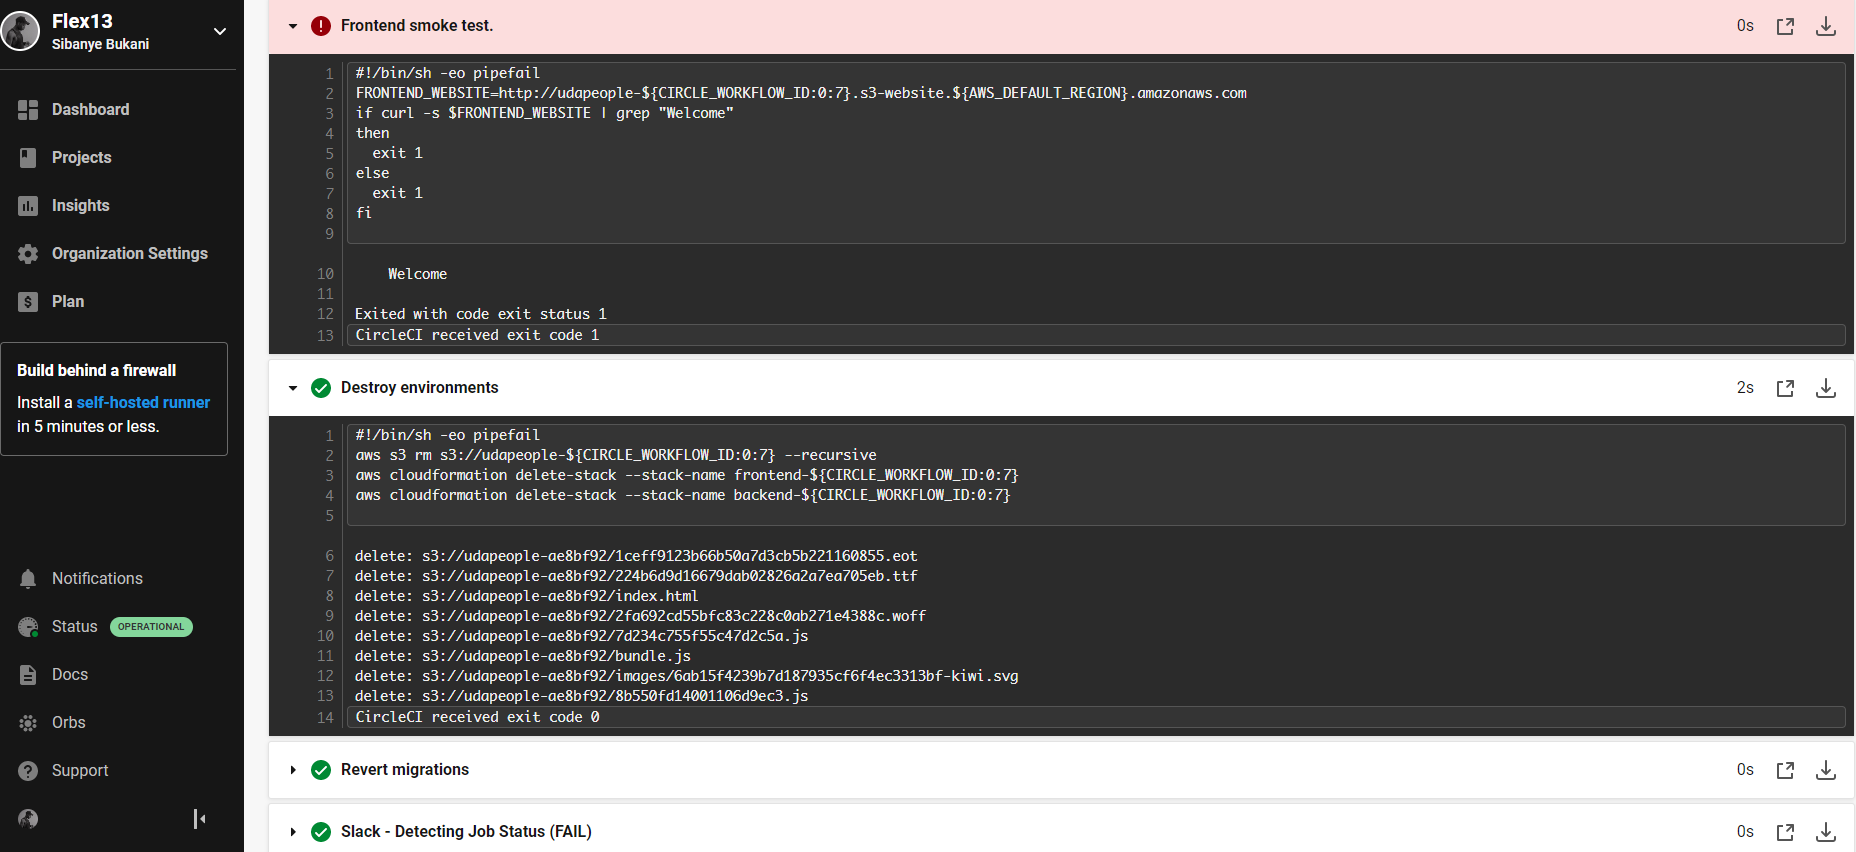 Flex13
Sibanye Bukani
Dashboard
Projects
Insights
Organization Settings
Plan
Build behind a firewall
Install a self-hosted runner
in 5 minutes or less.
Notifications
Status OPERATIONAL
Docs
Orbs
Support
Frontend smoke test. 0s
1 #!/bin/sh -eo pipefail
2 FRONTEND_WEBSITE=http://udapeople-${CIRCLE_WORKFLOW_ID:0:7}.s3-website.${AWS_DEFAULT_REGION}.amazonaws.com
3 if curl -s $FRONTEND_WEBSITE | grep "Welcome"
4 then
5 exit 1
6 else
7 exit 1
8 fi
9
10 Welcome
11
12 Exited with code exit status 1
13 CircleCI received exit code 1
Destroy environments 2s
1 #!/bin/sh -eo pipefail
2 aws s3 rm s3://udapeople-${CIRCLE_WORKFLOW_ID:0:7} --recursive
3 aws cloudformation delete-stack --stack-name frontend-${CIRCLE_WORKFLOW_ID:0:7}
4 aws cloudformation delete-stack --stack-name backend-${CIRCLE_WORKFLOW_ID:0:7}
5
6 delete: s3://udapeople-ae8bf92/1ceff9123b66b50a7d3cb5b221160855.eot
7 delete: s3://udapeople-ae8bf92/224b6d9d16679dab02826a2a7ea705eb.ttf
8 delete: s3://udapeople-ae8bf92/index.html
9 delete: s3://udapeople-ae8bf92/2fa692cd55bfc83c228c0ab271e4388c.woff
10 delete: s3://udapeople-ae8bf92/7d234c755f55c47d2c5a.js
11 delete: s3://udapeople-ae8bf92/bundle.js
12 delete: s3://udapeople-ae8bf92/images/6ab15f4239b7d187935cf6f4ec3313bf-kiwi.svg
13 delete: s3://udapeople-ae8bf92/8b550fd14001106d9ec3.js
14 CircleCI received exit code 0
Revert migrations 0s
Slack - Detecting Job Status (FAIL) 0s